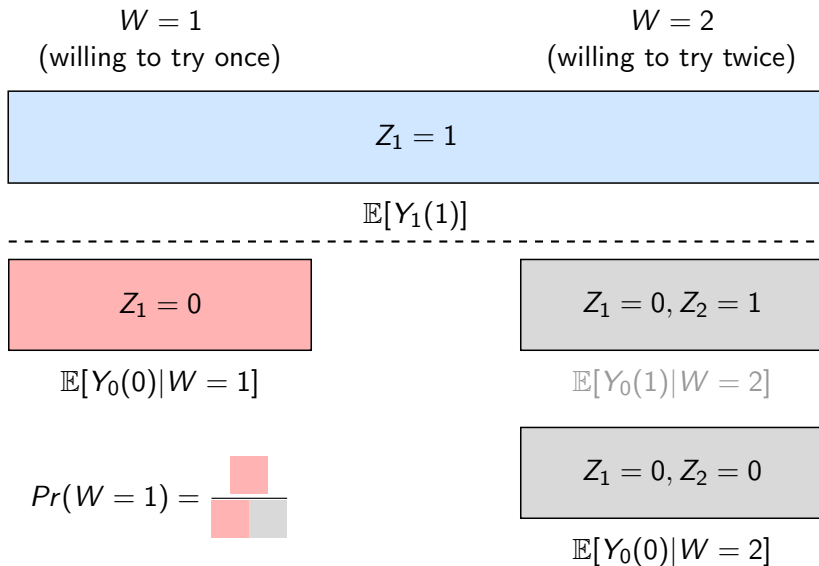 W = 1
(willing to try once)
W = 2
(willing to try twice)
Z₁ = 1
𝔼[Y₁(1)]
Z₁ = 0
Z₁ = 0, Z₂ = 1
𝔼[Y₀(0)|W = 1]
𝔼[Y₀(1)|W = 2]
Z₁ = 0, Z₂ = 0
Pr(W = 1) =
𝔼[Y₀(0)|W = 2]